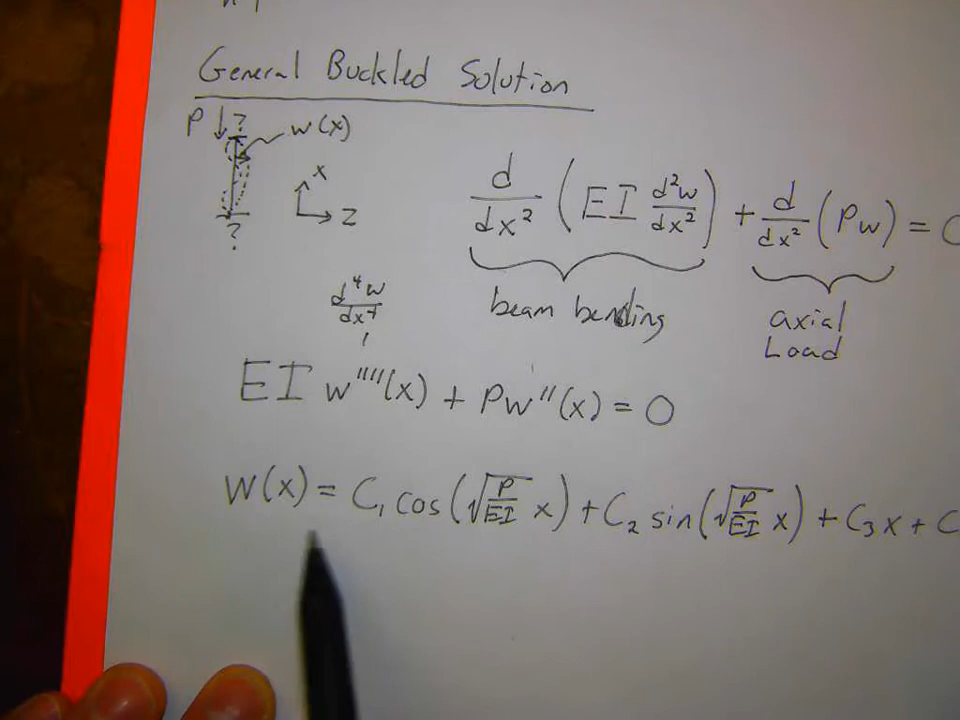 General Buckled Solution
P ↓ ? w(x)
x
z
?
d/dx² (EI d²w/dx²) + d/dx² (Pw) = 0
beam bending
axial Load
d⁴w/dx⁴
EI w''''(x) + Pw''(x) = 0
w(x) = C₁ cos(√(P/EI) x) + C₂ sin(√(P/EI) x) + C₃x + C